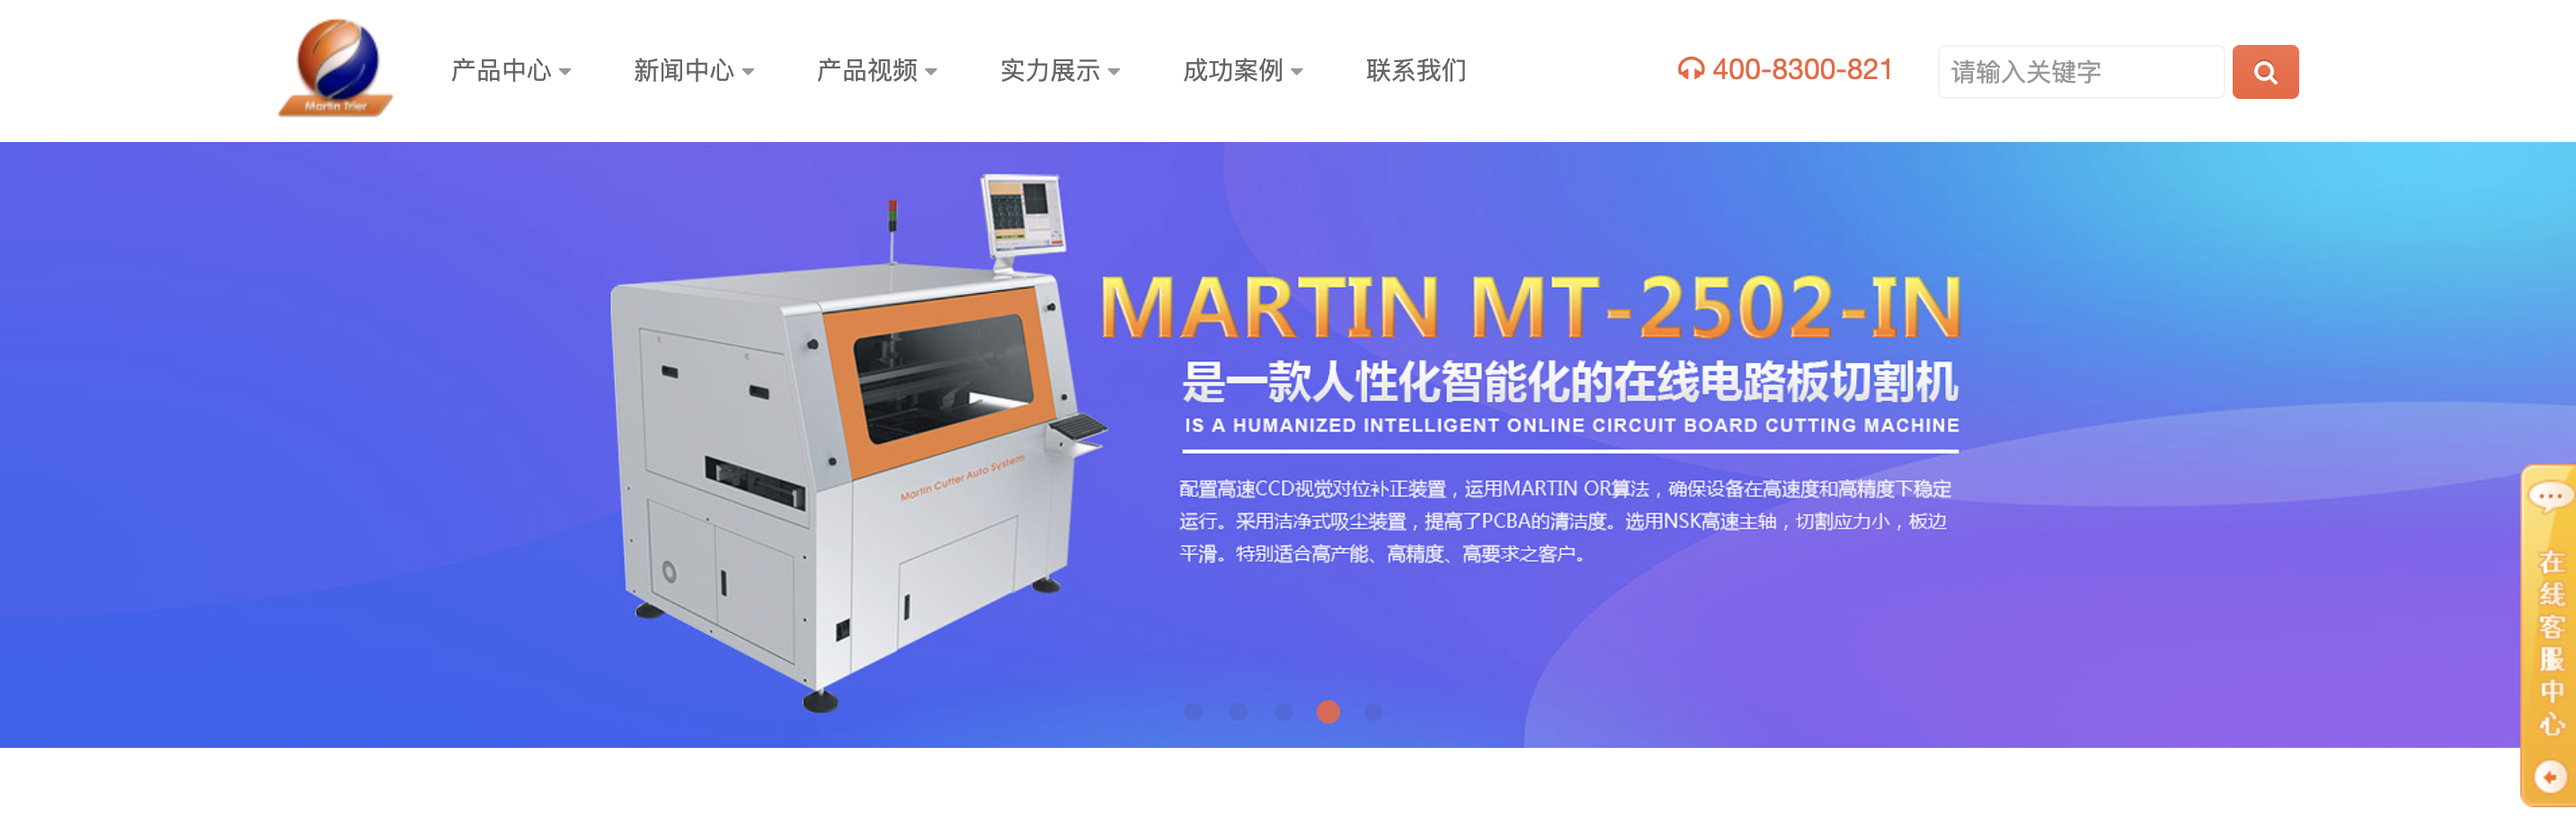 Martin Trier
产品中心
新闻中心
产品视频
实力展示
成功案例
联系我们
400-8300-821
请输入关键字
MARTIN MT-2502-IN
是一款人性化智能化的在线电路板切割机
IS A HUMANIZED INTELLIGENT ONLINE CIRCUIT BOARD CUTTING MACHINE
配置高速CCD视觉对位补正装置，运用MARTIN OR算法，确保设备在高速度和高精度下稳定
运行。采用洁净式吸尘装置，提高了PCBA的清洁度。选用NSK高速主轴，切割应力小，板边
平滑。特别适合高产能、高精度、高要求之客户。
Martin Cutter Auto System
在线客服中心